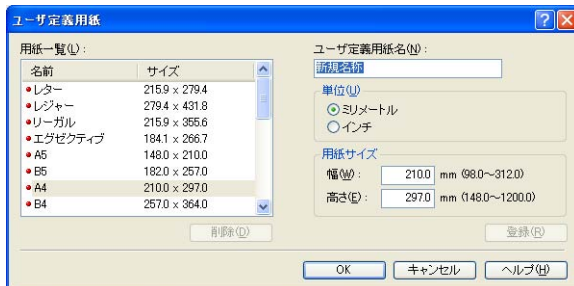 ユーザ定義用紙
用紙一覧(L):
名前 サイズ
レター 215.9 x 279.4
レジャー 279.4 x 431.8
リーガル 215.9 x 355.6
エグゼクティブ 184.1 x 266.7
A5 148.0 x 210.0
B5 182.0 x 257.0
A4 210.0 x 297.0
B4 257.0 x 364.0
削除(D)
ユーザ定義用紙名(N):
新規名称
単位(U)
ミリメートル
インチ
用紙サイズ
幅(W): 210.0 mm (98.0～312.0)
高さ(E): 297.0 mm (148.0～1200.0)
登録(R)
OK キャンセル ヘルプ(H)